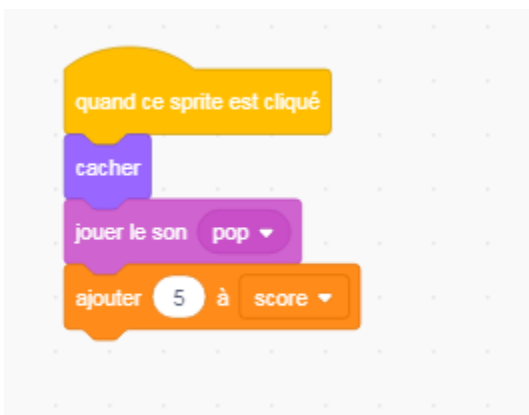 quand ce sprite est cliqué
cacher
jouer le son pop
ajouter 5 à score